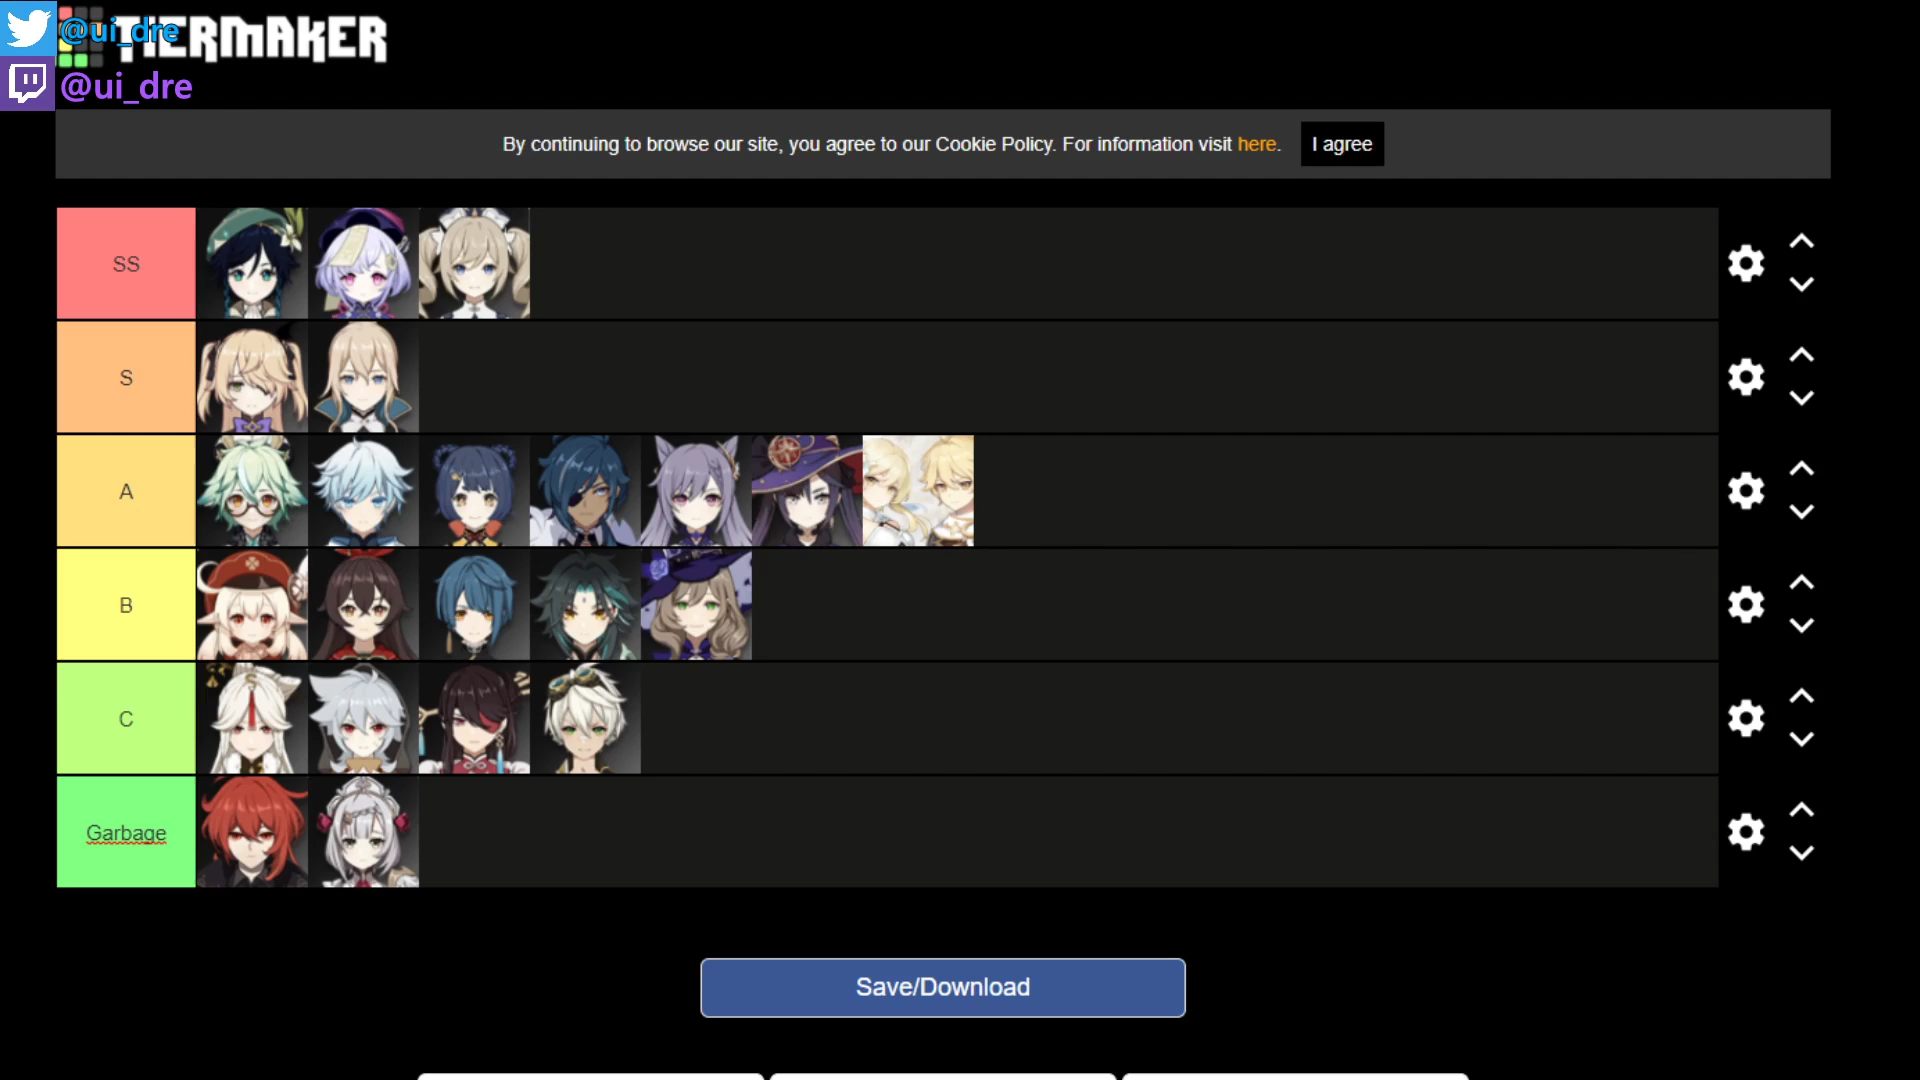 @ui_dre
TIERMAKER
@ui_dre
By continuing to browse our site, you agree to our Cookie Policy. For information visit here.
I agree
SS
S
A
B
C
Garbage
Save/Download